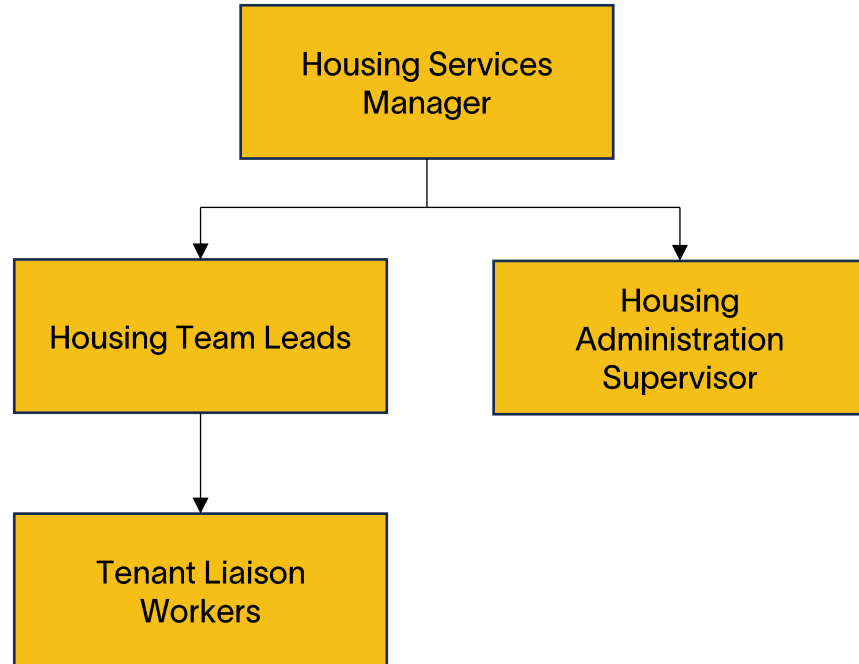 Housing Services
Manager
Housing Team Leads
Housing
Administration
Supervisor
Tenant Liaison
Workers